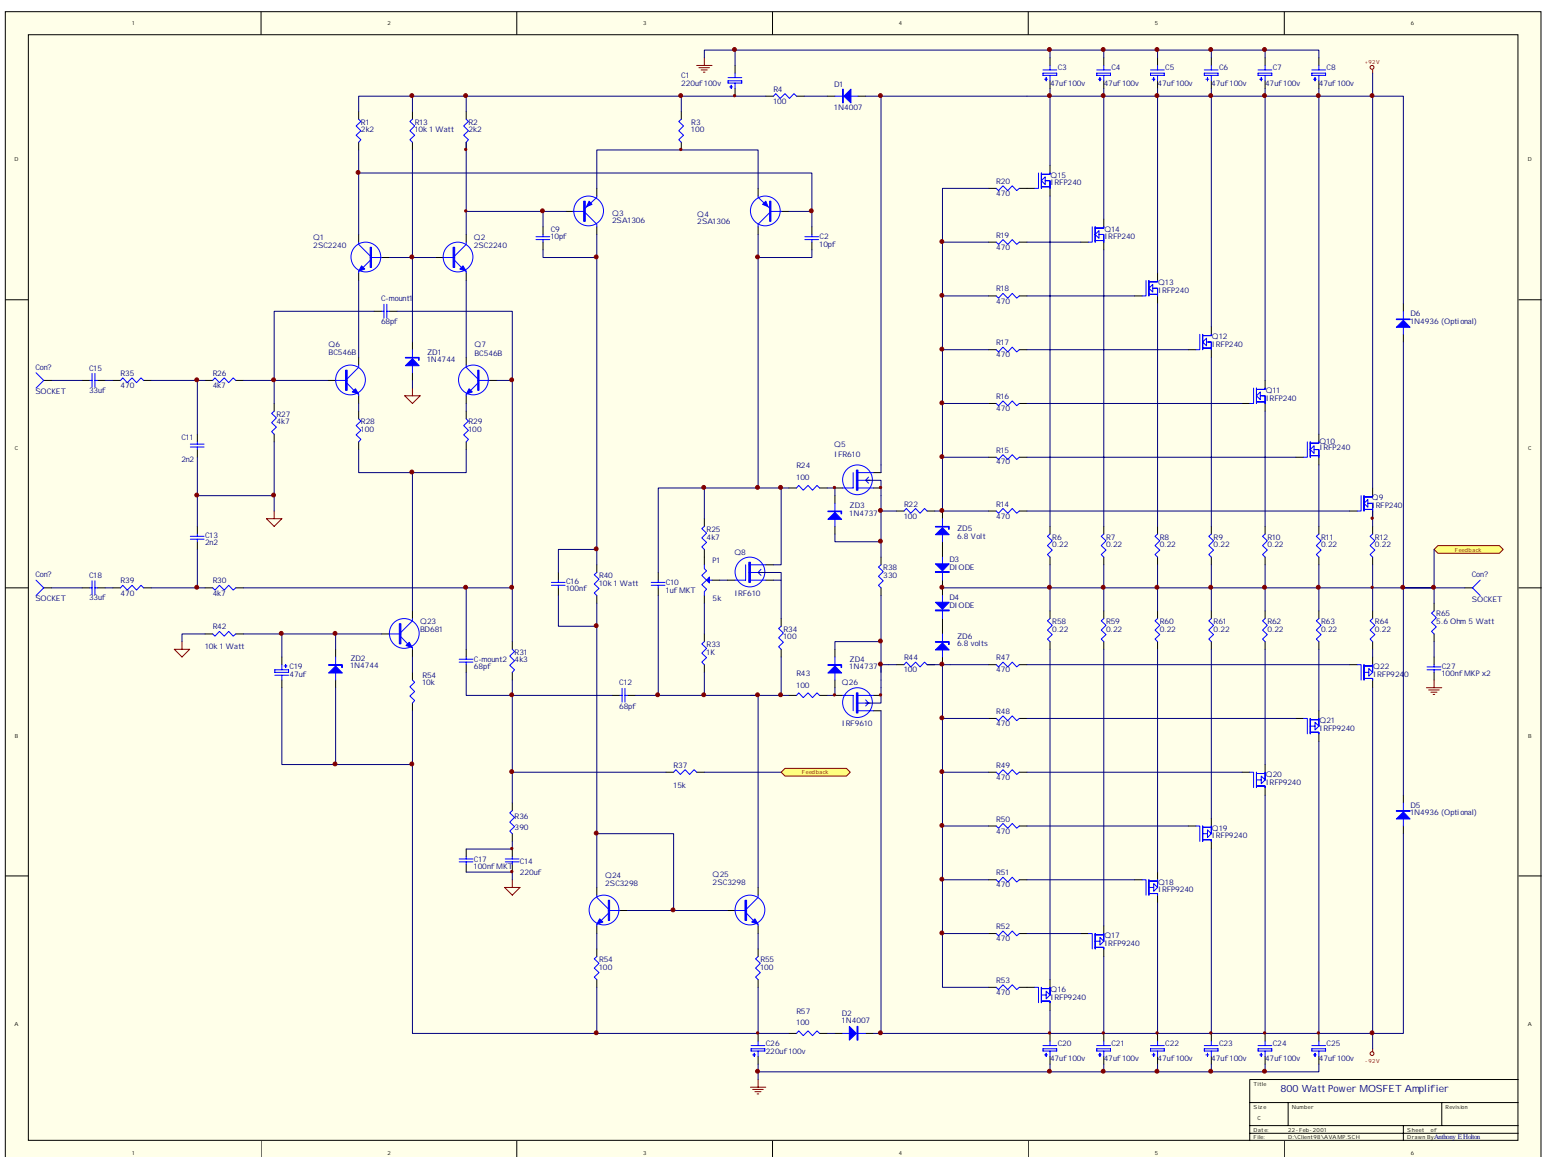 1 2 3 4 5 6
D
C1
220uf 100v
C3
47uf 100v
C4
47uf 100v
C5
47uf 100v
C6
47uf 100v
C7
47uf 100v
C8
47uf 100v
+92V
R4
100
D1
1N4007
R1
2k2
R13
10k 1 Watt
R2
2k2
R3
100
Q15
IRFP240
R20
470
Q3
2SA1306
Q4
2SA1306
Q1
2SC2240
Q2
2SC2240
C9
10pf
C2
10pf
Q14
IRFP240
R19
470
Q13
IRFP240
R18
470
D
C-mount1
68pf
D6
1N4936 (Optional)
Q6
BC546B
ZD1
1N4744
Q7
BC546B
Q12
IRFP240
R17
470
Con?
SOCKET
C15
33uf
R35
470
R26
4k7
Q11
IRFP240
R16
470
R27
4k7
R28
100
R29
100
C
C11
2n2
Q5
IFR610
Q10
IRFP240
R15
470
C
R24
100
ZD3
1N4737
R22
100
R14
470
Q9
IRFP240
C13
2n2
R25
4k7
ZD5
6.8 Volt
R6
0.22
R7
0.22
R8
0.22
R9
0.22
R10
0.22
R11
0.22
R12
0.22
Feedback
Q8
IRF610
P1
5k
D3
DIODE
R38
330
Con?
SOCKET
C18
33uf
R39
470
R30
4k7
C16
100nf
R40
10k 1 Watt
C10
1uf MKT
D4
DIODE
Con?
SOCKET
R42
10k 1 Watt
Q23
BD681
R34
100
R58
0.22
R59
0.22
R60
0.22
R61
0.22
R62
0.22
R63
0.22
R64
0.22
R65
5.6 Ohm 5 Watt
C19
47uf
ZD2
1N4744
R54
10k
C-mount2
68pf
R31
4k3
R33
1K
ZD4
1N4737
R44
100
ZD6
6.8 volts
R47
470
Q22
IRFP9240
C27
100nf MKP x2
C12
68pf
R43
100
Q26
IRF9610
R48
470
Q21
IRFP9240
B
B
R37
15k
Feedback
R49
470
Q20
IRFP9240
R36
390
R50
470
Q19
IRFP9240
D5
1N4936 (Optional)
C17
100nf MKT
C14
220uf
Q24
2SC3298
Q25
2SC3298
R51
470
Q18
IRFP9240
R52
470
Q17
IRFP9240
R54
100
R55
100
R53
470
Q16
IRFP9240
A
A
R57
100
D2
1N4007
C26
220uf 100v
C20
47uf 100v
C21
47uf 100v
C22
47uf 100v
C23
47uf 100v
C24
47uf 100v
C25
47uf 100v
-92V
Title
800 Watt Power MOSFET Amplifier
Size
C
Number
Revision
Date: 22-Feb-2001 Sheet of
File: D:\Client98\AVAMP.SCH Drawn By: Anthony E Holton
1 2 3 4 5 6